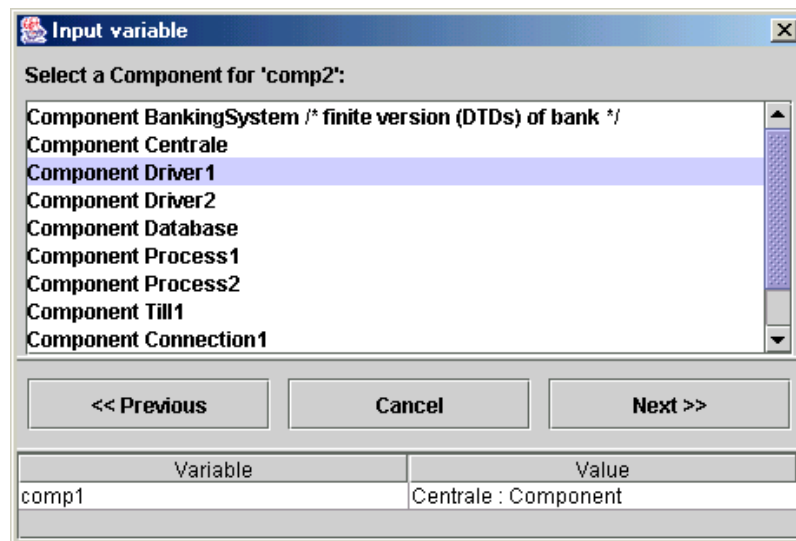 Input variable
Select a Component for 'comp2':
Component BankingSystem /* finite version (DTDs) of bank */
Component Centrale
Component Driver1
Component Driver2
Component Database
Component Process1
Component Process2
Component Till1
Component Connection1
<< Previous Cancel Next >>
Variable Value
comp1 Centrale : Component